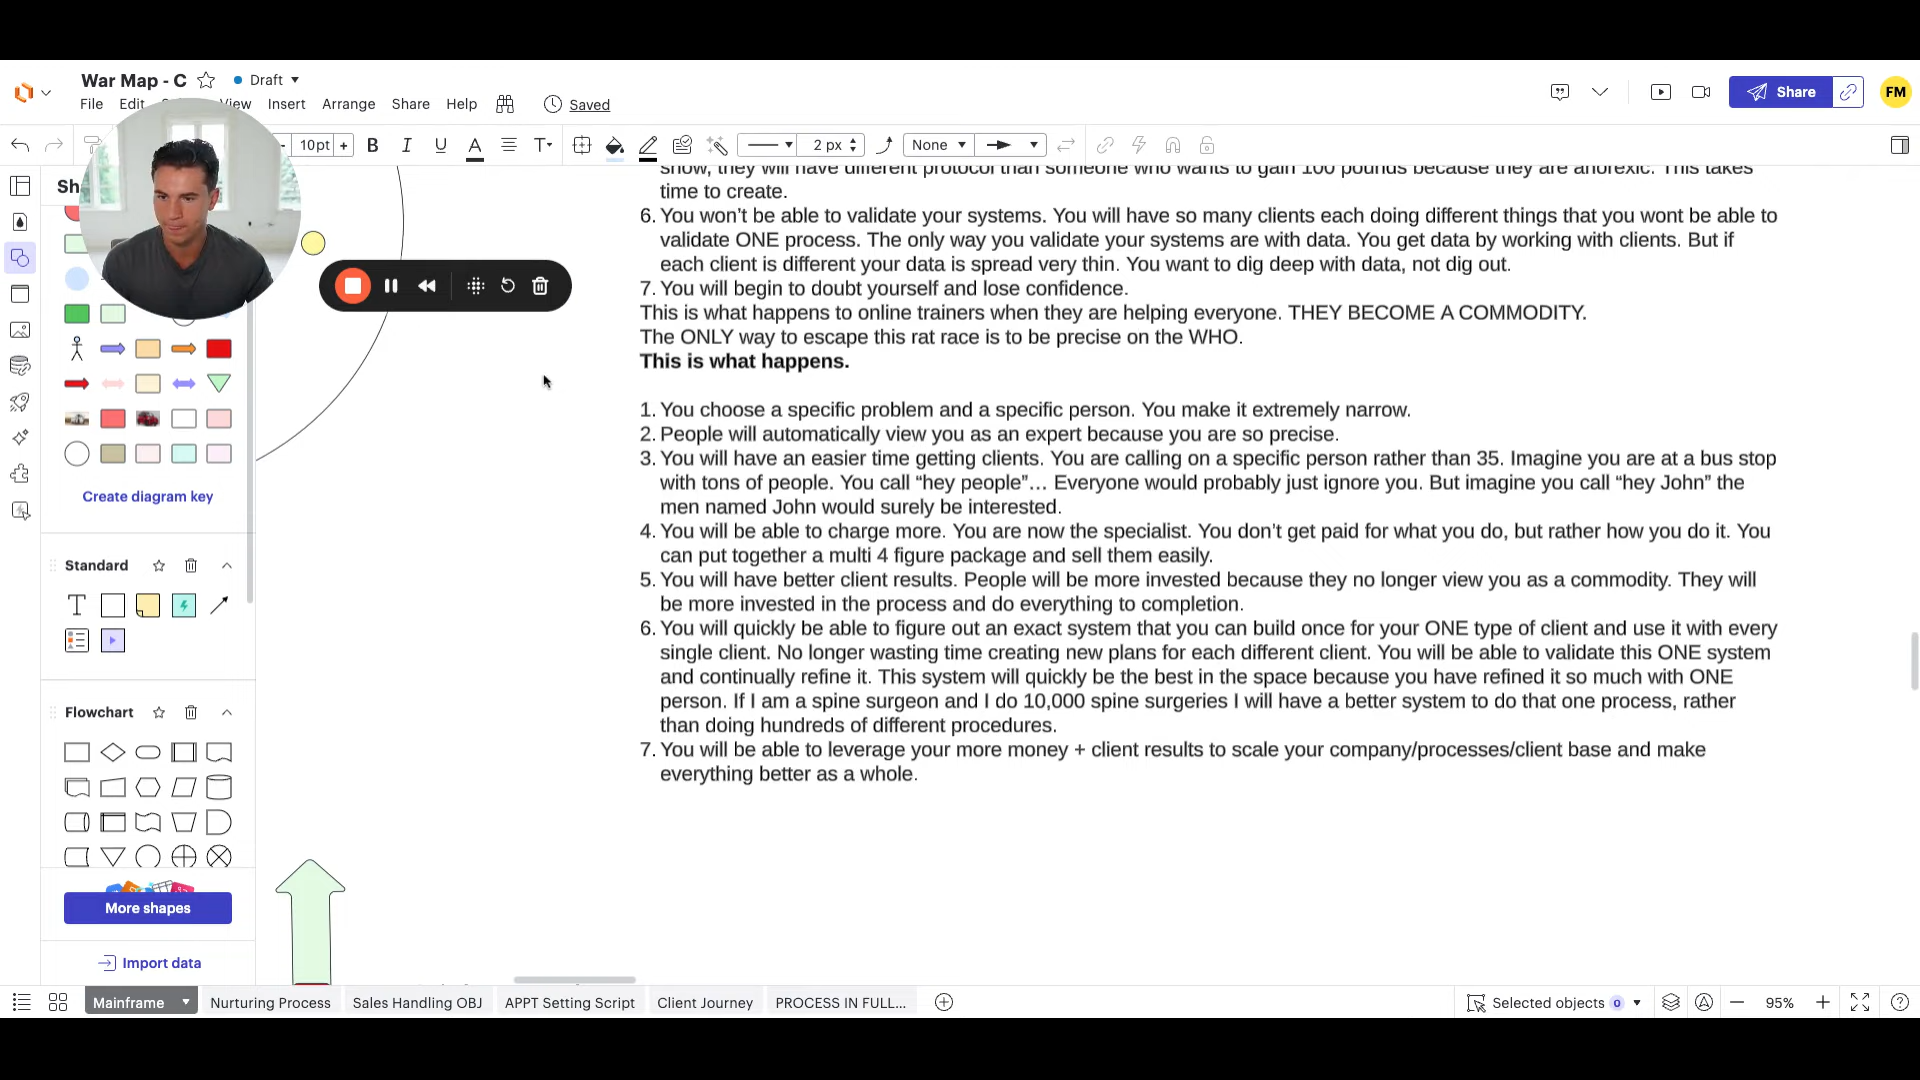 War Map - C
Draft
File Edit View Insert Arrange Share Help Saved
Share
FM
- 10pt +
B I U A T
2 px
None
show, they will have different protocol than someone who wants to gain 100 pounds because they are anorexic. This takes
time to create.
6. You won't be able to validate your systems. You will have so many clients each doing different things that you wont be able to
validate ONE process. The only way you validate your systems are with data. You get data by working with clients. But if
each client is different your data is spread very thin. You want to dig deep with data, not dig out.
7. You will begin to doubt yourself and lose confidence.
This is what happens to online trainers when they are helping everyone. THEY BECOME A COMMODITY.
The ONLY way to escape this rat race is to be precise on the WHO.
This is what happens.
1. You choose a specific problem and a specific person. You make it extremely narrow.
2. People will automatically view you as an expert because you are so precise.
3. You will have an easier time getting clients. You are calling on a specific person rather than 35. Imagine you are at a bus stop
with tons of people. You call “hey people”… Everyone would probably just ignore you. But imagine you call “hey John” the
men named John would surely be interested.
4. You will be able to charge more. You are now the specialist. You don't get paid for what you do, but rather how you do it. You
can put together a multi 4 figure package and sell them easily.
5. You will have better client results. People will be more invested because they no longer view you as a commodity. They will
be more invested in the process and do everything to completion.
6. You will quickly be able to figure out an exact system that you can build once for your ONE type of client and use it with every
single client. No longer wasting time creating new plans for each different client. You will be able to validate this ONE system
and continually refine it. This system will quickly be the best in the space because you have refined it so much with ONE
person. If I am a spine surgeon and I do 10,000 spine surgeries I will have a better system to do that one process, rather
than doing hundreds of different procedures.
7. You will be able to leverage your more money + client results to scale your company/processes/client base and make
everything better as a whole.
Create diagram key
Standard
T
Flowchart
More shapes
Import data
Mainframe
Nurturing Process
Sales Handling OBJ
APPT Setting Script
Client Journey
PROCESS IN FULL...
Selected objects 0
95%